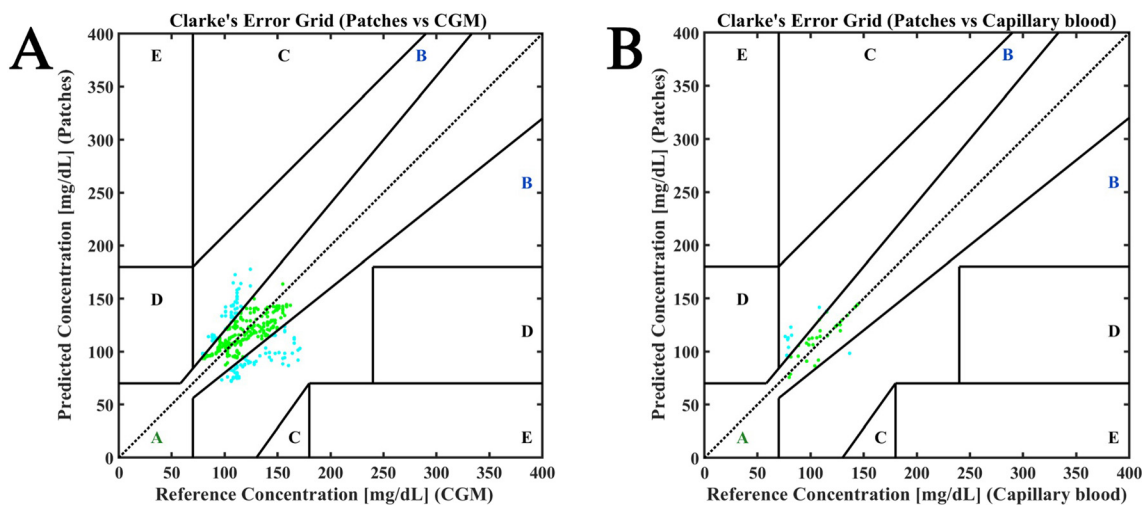 A
Clarke's Error Grid (Patches vs CGM)
Predicted Concentration [mg/dL] (Patches)
400
350
300
250
200
150
100
50
0
E
C
B
B
D
D
A
C
E
0 50 100 150 200 250 300 350 400
Reference Concentration [mg/dL] (CGM)
B
Clarke's Error Grid (Patches vs Capillary blood)
Predicted Concentration [mg/dL] (Patches)
400
350
300
250
200
150
100
50
0
E
C
B
B
D
D
A
C
E
0 50 100 150 200 250 300 350 400
Reference Concentration [mg/dL] (Capillary blood)